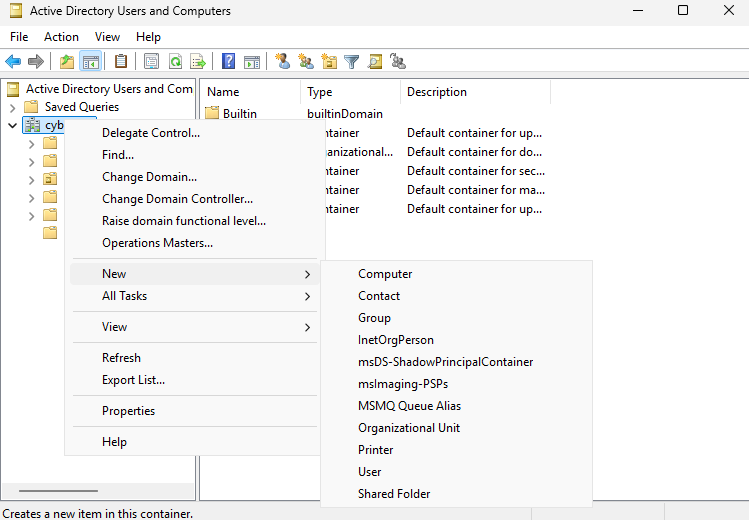 Active Directory Users and Computers
File Action View Help
Active Directory Users and Com
Saved Queries
cyb
Name Type Description
Builtin builtinDomain
ntainer Default container for up...
ganizational... Default container for do...
ntainer Default container for sec...
ntainer Default container for ma...
ntainer Default container for up...
Delegate Control...
Find...
Change Domain...
Change Domain Controller...
Raise domain functional level...
Operations Masters...
New
All Tasks
View
Refresh
Export List...
Properties
Help
Computer
Contact
Group
InetOrgPerson
msDS-ShadowPrincipalContainer
msImaging-PSPs
MSMQ Queue Alias
Organizational Unit
Printer
User
Shared Folder
Creates a new item in this container.